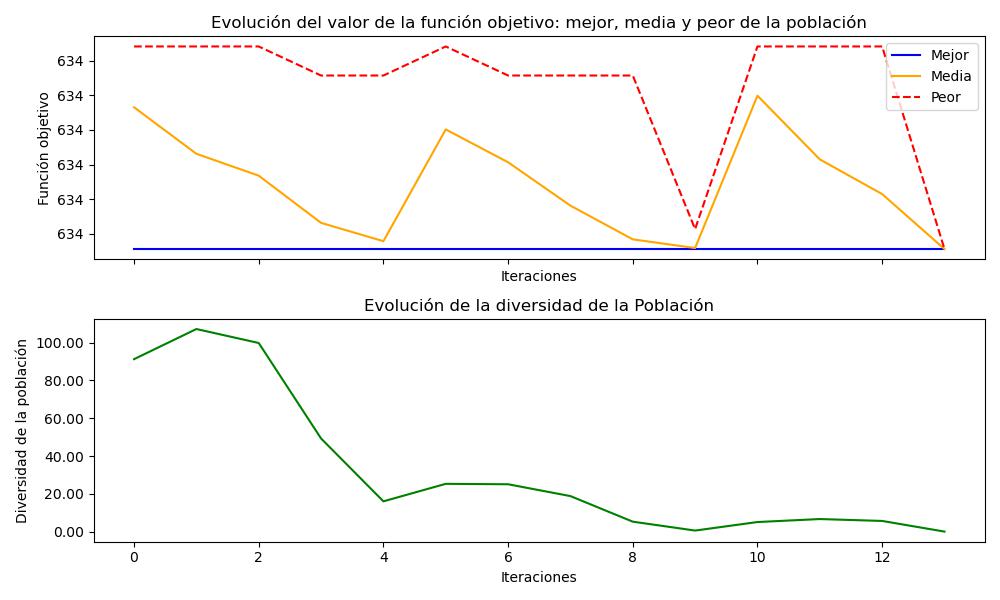 Evolución del valor de la función objetivo: mejor, media y peor de la población
634
634
634
634
634
634
Función objetivo
Mejor
Media
Peor
Iteraciones
Evolución de la diversidad de la Población
100.00
80.00
60.00
40.00
20.00
0.00
Diversidad de la población
0 2 4 6 8 10 12
Iteraciones